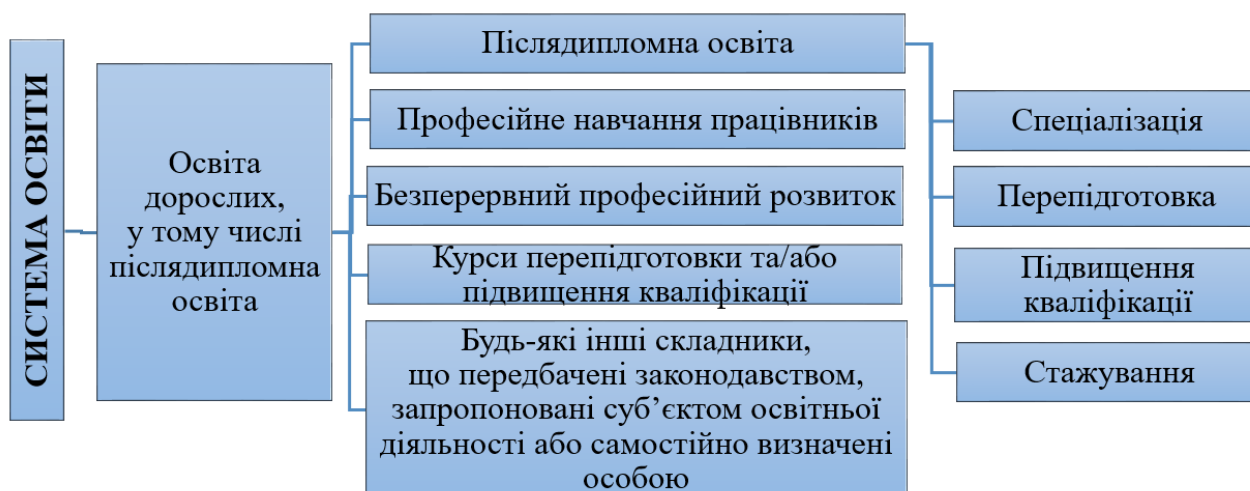 СИСТЕМА ОСВІТИ
Освіта
дорослих,
у тому числі
післядипломна
освіта
Післядипломна освіта
Професійне навчання працівників
Безперервний професійний розвиток
Курси перепідготовки та/або
підвищення кваліфікації
Будь-які інші складники,
що передбачені законодавством,
запропоновані суб’єктом освітньої
діяльності або самостійно визначені
особою
Спеціалізація
Перепідготовка
Підвищення
кваліфікації
Стажування